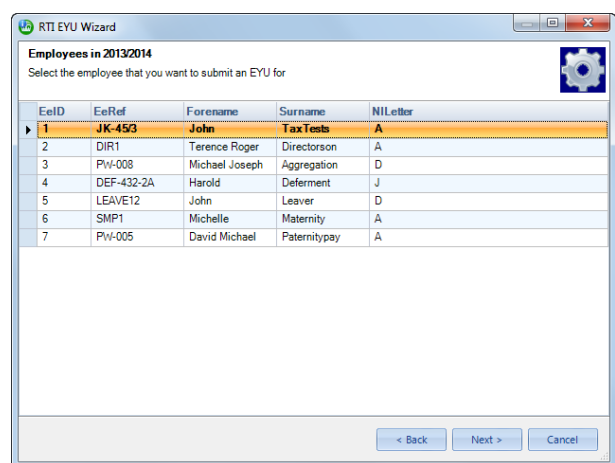 RTI EYU Wizard
Employees in 2013/2014
Select the employee that you want to submit an EYU for
EeID EeRef Forename Surname NILetter
1 JK-45/3 John TaxTests A
2 DIR1 Terence Roger Directorson A
3 PW-008 Michael Joseph Aggregation D
4 DEF-432-2A Harold Deferment J
5 LEAVE12 John Leaver D
6 SMP1 Michelle Maternity A
7 PW-005 David Michael Paternitypay A
< Back Next > Cancel